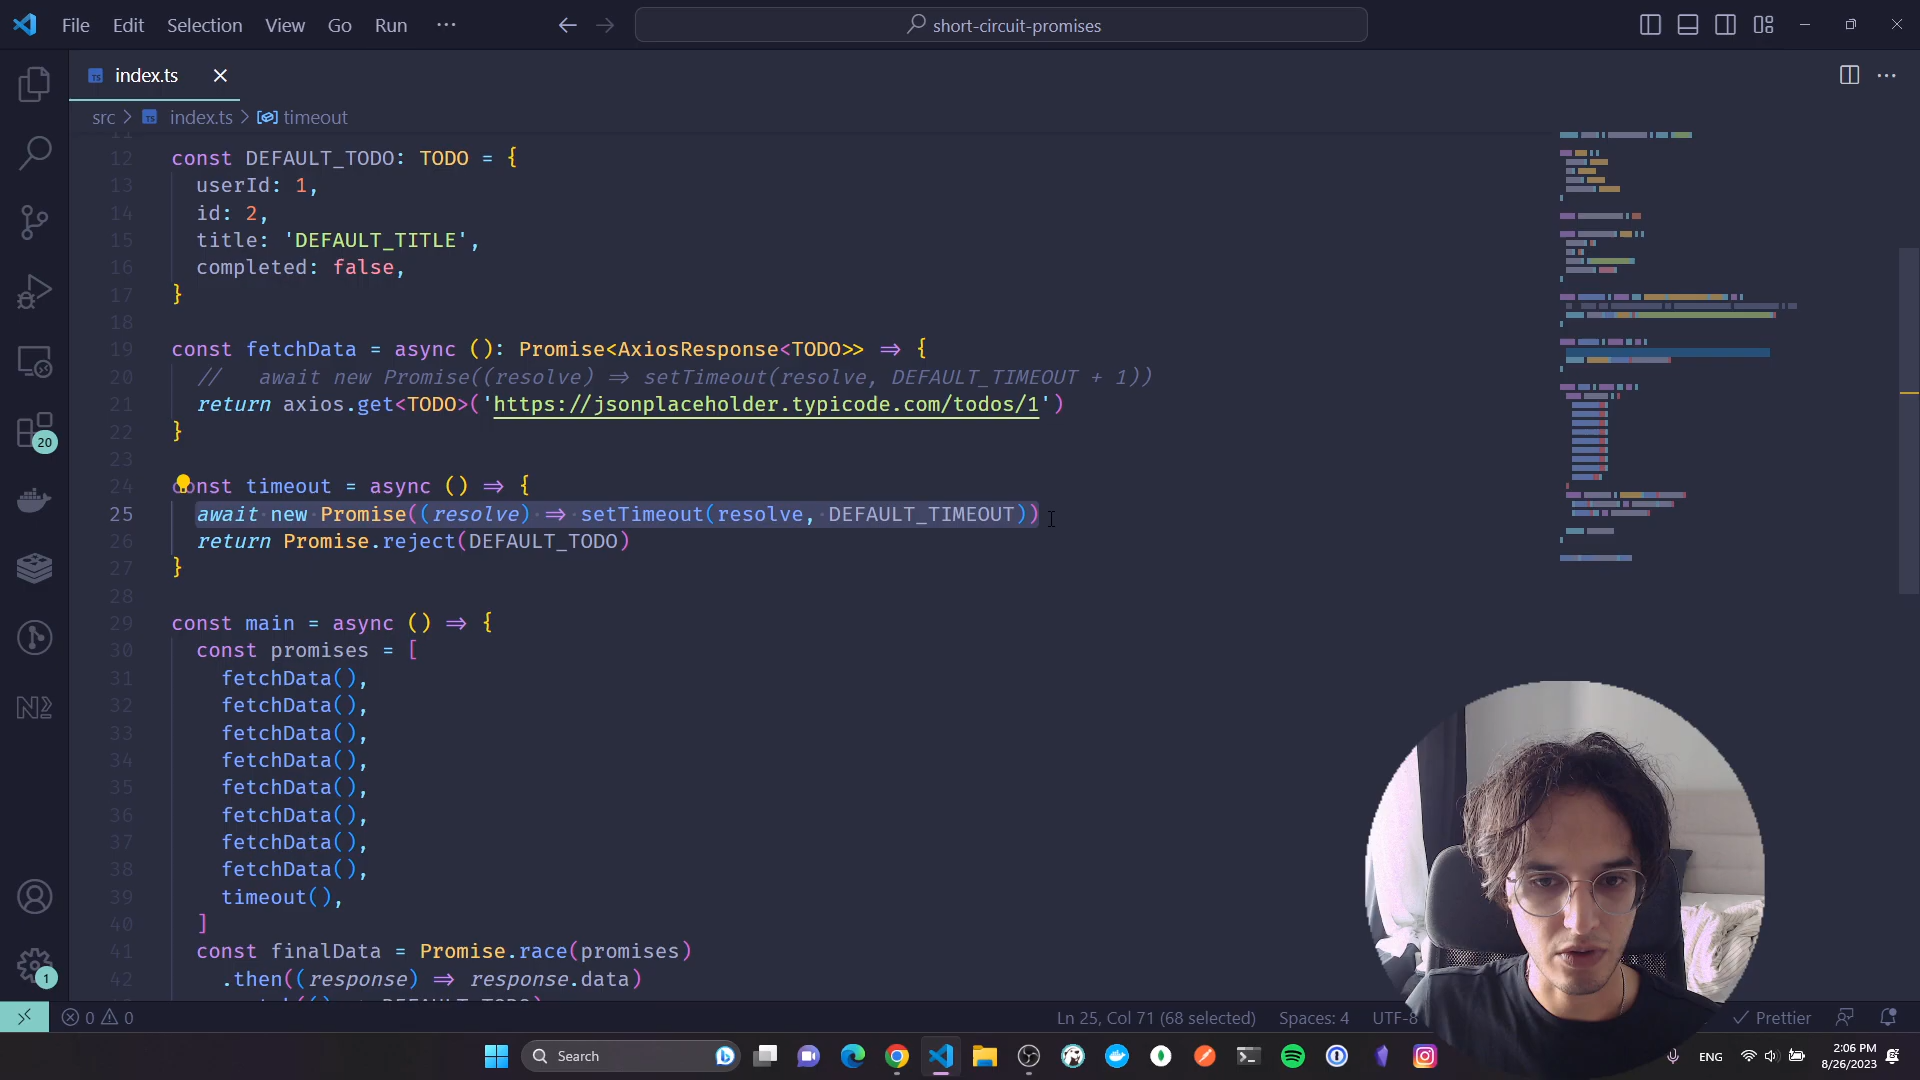 File Edit Selection View Go Run ···
short-circuit-promises
TS index.ts
src > TS index.ts > timeout
12 const DEFAULT_TODO: TODO = {
13 userId: 1,
14 id: 2,
15 title: 'DEFAULT_TITLE',
16 completed: false,
17 }
18
19 const fetchData = async (): Promise<AxiosResponse<TODO>> ⇒ {
20 // await new Promise((resolve) ⇒ setTimeout(resolve, DEFAULT_TIMEOUT + 1))
21 return axios.get<TODO>('https://jsonplaceholder.typicode.com/todos/1')
22 }
23
24 const timeout = async () ⇒ {
25 await new Promise((resolve) ⇒ setTimeout(resolve, DEFAULT_TIMEOUT))
26 return Promise.reject(DEFAULT_TODO)
27 }
28
29 const main = async () ⇒ {
30 const promises = [
31 fetchData(),
32 fetchData(),
33 fetchData(),
34 fetchData(),
35 fetchData(),
36 fetchData(),
37 fetchData(),
38 fetchData(),
39 timeout(),
40 ]
41 const finalData = Promise.race(promises)
42 .then((response) ⇒ response.data)
20
1
0 0
Ln 25, Col 71 (68 selected)
Spaces: 4
UTF-8
Prettier
Search
ENG
2:06 PM
8/26/2023